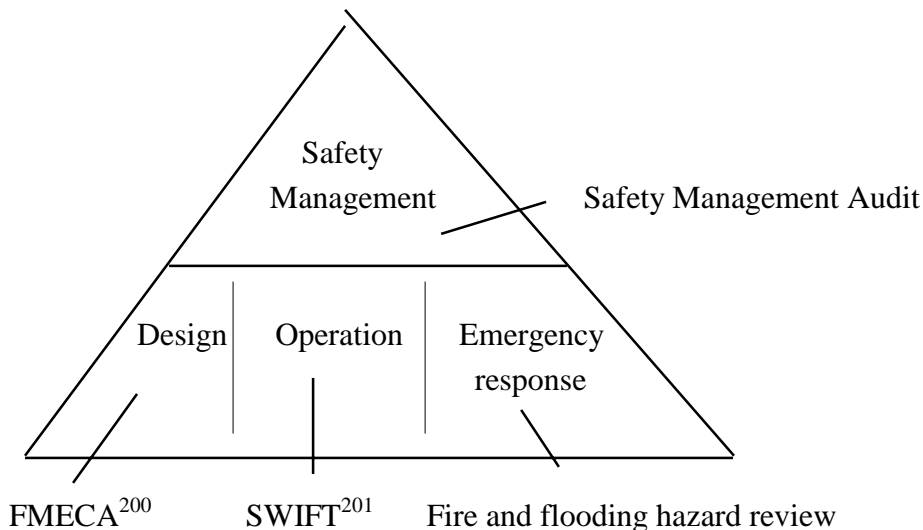 Safety
Management
Safety Management Audit
Design
Operation
Emergency
response
FMECA200
SWIFT201
Fire and flooding hazard review